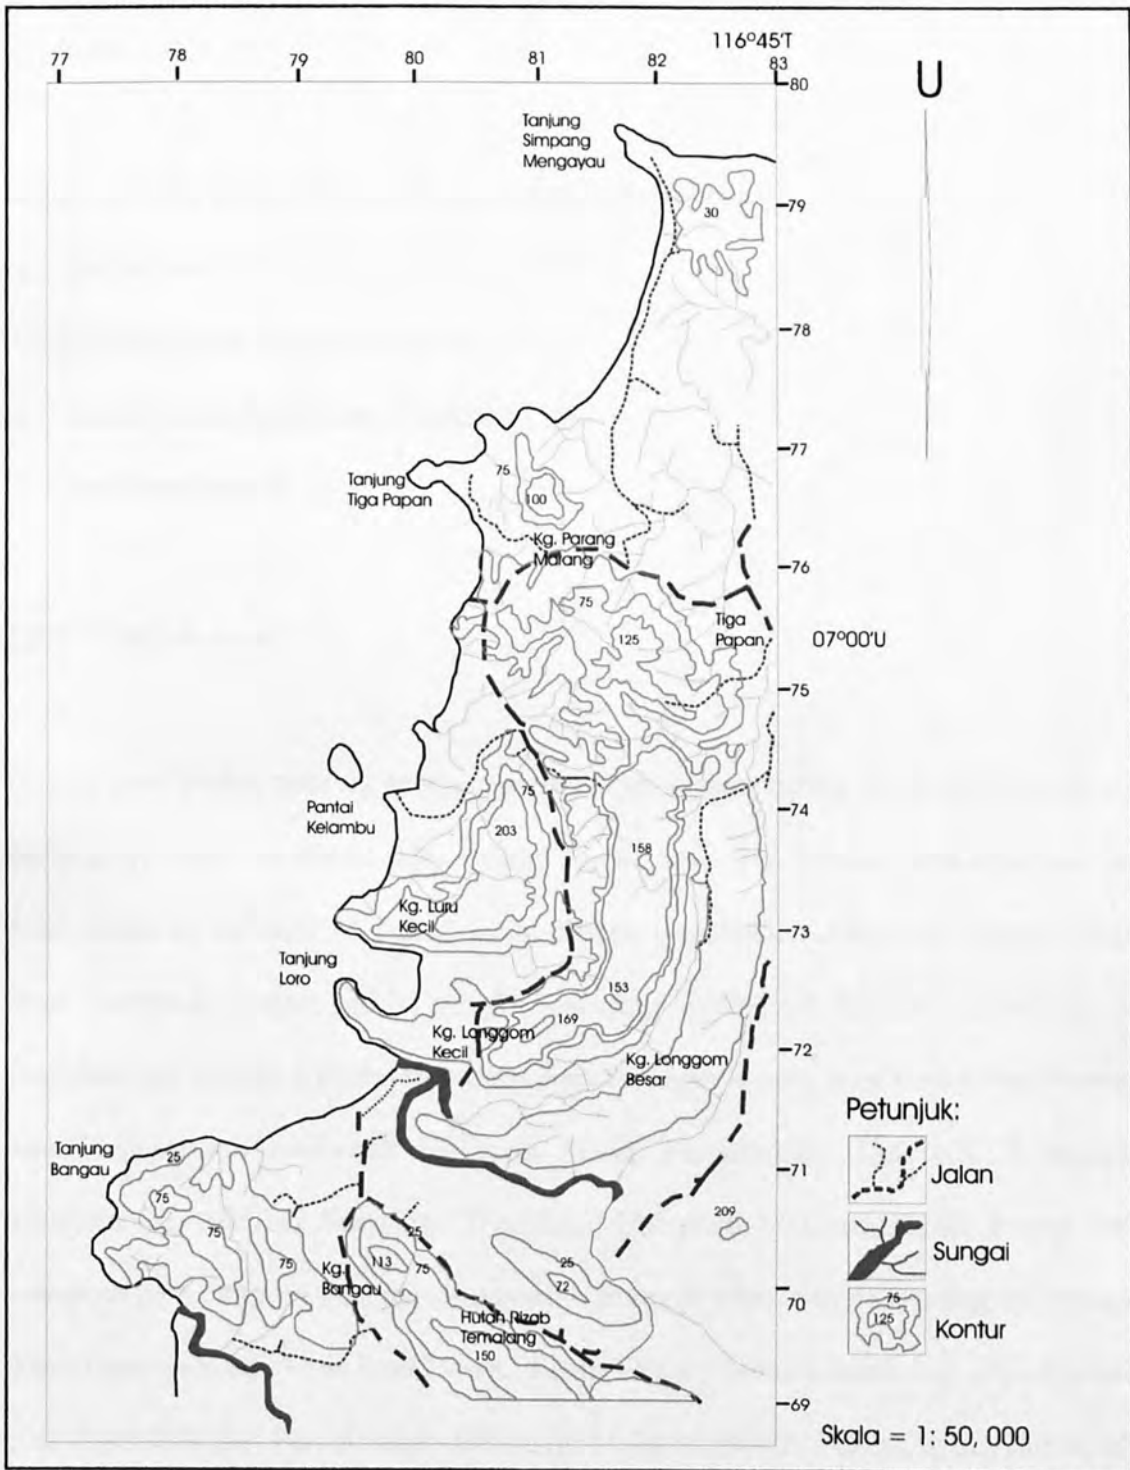 116°45'T
77 78 79 80 81 82 83
U
80
Tanjung
Simpang
Mengayau
79
30
78
77
75
Tanjung
Tiga Papan
100
Kg. Parang
Malang
76
75
Tiga
Papan
125
07°00'U
75
Pantai
Kelambu
75
74
203
158
Kg. Luru
Kecil
73
Tanjung
Loro
153
169
Kg. Longgom
Kecil
72
Kg. Longgom
Besar
Petunjuk:
Tanjung
Bangau
25
71
Jalan
75
209
75
25
75
75
113
25
Sungai
Kg.
Bangau
72
70
Hutan Rizab
Temalang
75
125
Kontur
150
69
Skala = 1: 50, 000